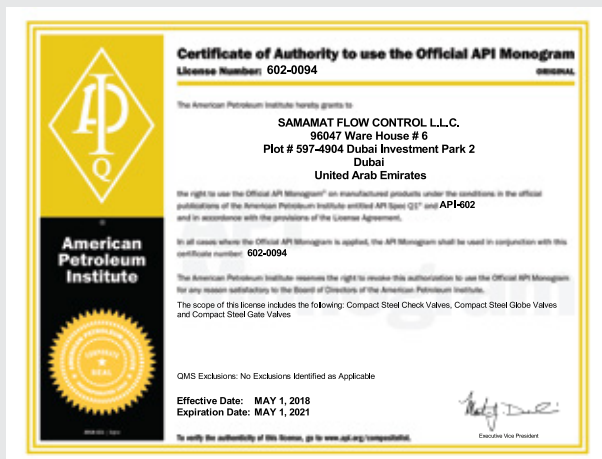 Certificate of Authority to use the Official API Monogram
License Number: 602-0094
ORIGINAL
The American Petroleum Institute hereby grants to
SAMAMAT FLOW CONTROL L.L.C.
96047 Ware House # 6
Plot # 597-4904 Dubai Investment Park 2
Dubai
United Arab Emirates
the right to use the Official API Monogram® on manufactured products under the conditions in the official
publications of the American Petroleum Institute entitled API Spec Q1® and API-602
and in accordance with the provisions of the License Agreement.
In all cases where the Official API Monogram is applied, the API Monogram shall be used in conjunction with this
certificate number: 602-0094
The American Petroleum Institute reserves the right to revoke this authorization to use the Official API Monogram
for any reason satisfactory to the Board of Directors of the American Petroleum Institute.
The scope of this license includes the following: Compact Steel Check Valves, Compact Steel Globe Valves
and Compact Steel Gate Valves
QMS Exclusions: No Exclusions Identified as Applicable
Effective Date: MAY 1, 2018
Expiration Date: MAY 1, 2021
Executive Vice President
To verify the authenticity of this license, go to www.api.org/compositelist.
API
Q
American
Petroleum
Institute
AMERICAN PETROLEUM INSTITUTE
CORPORATE
SEAL